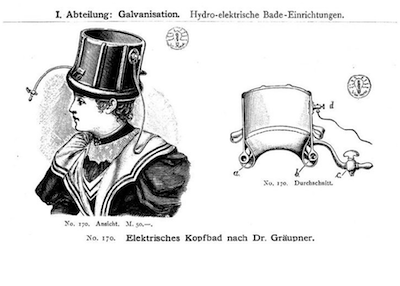 I. Abteilung: Galvanisation. Hydro-elektrische Bade-Einrichtungen.
d
a
b
c
No. 170. Durchschnitt.
No. 170. Ansicht. M. 50,—.
No. 170. Elektrisches Kopfbad nach Dr. Gräupner.